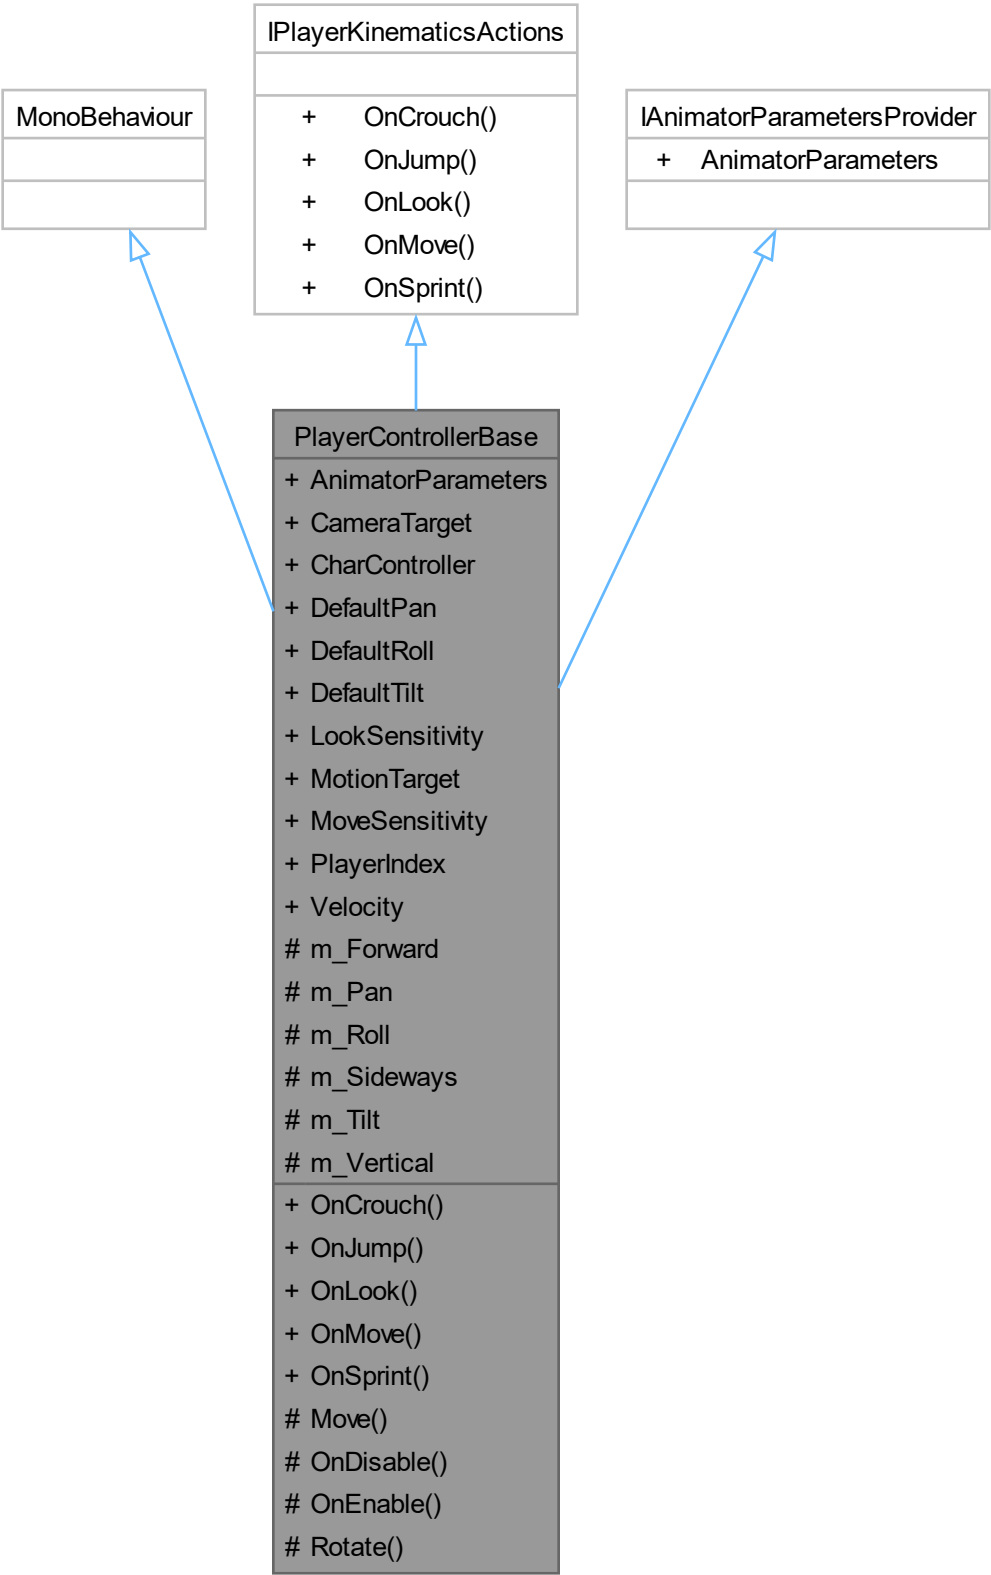 IPlayerKinematicsActions
+ OnCrouch()
+ OnJump()
+ OnLook()
+ OnMove()
+ OnSprint()
MonoBehaviour
IAnimatorParametersProvider
+ AnimatorParameters
PlayerControllerBase
+ AnimatorParameters
+ CameraTarget
+ CharController
+ DefaultPan
+ DefaultRoll
+ DefaultTilt
+ LookSensitivity
+ MotionTarget
+ MoveSensitivity
+ PlayerIndex
+ Velocity
# m_Forward
# m_Pan
# m_Roll
# m_Sideways
# m_Tilt
# m_Vertical
+ OnCrouch()
+ OnJump()
+ OnLook()
+ OnMove()
+ OnSprint()
# Move()
# OnDisable()
# OnEnable()
# Rotate()